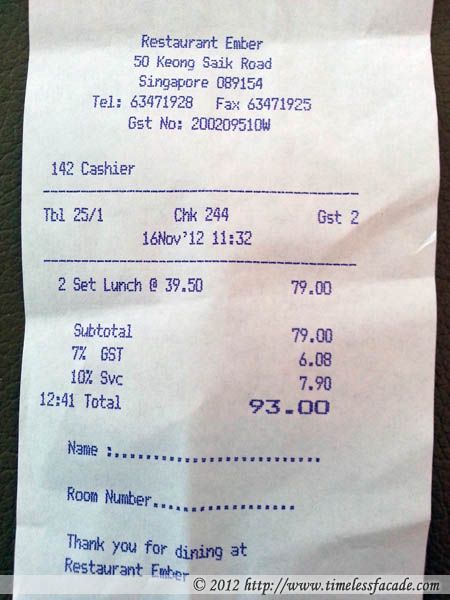 Restaurant Ember
50 Keong Saik Road
Singapore 089154
Tel: 63471928 Fax 63471925
Gst No: 200209510W
142 Cashier
Tbl 25/1 Chk 244 Gst 2
16Nov'12 11:32
2 Set Lunch @ 39.50 79.00
Subtotal 79.00
7% GST 6.08
10% Svc 7.90
12:41 Total 93.00
Name :............................
Room Number...................
Thank you for dining at
Restaurant Ember
© 2012 http://www.timelessfacade.com